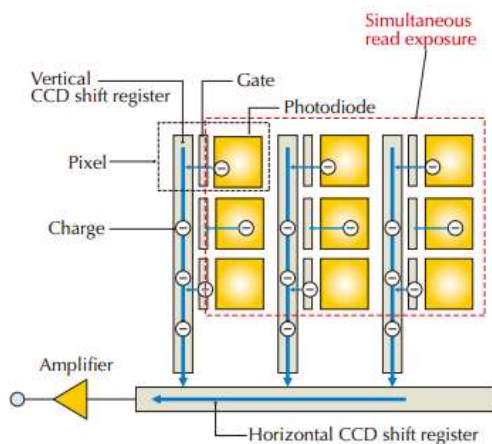 Simultaneous
read exposure
Vertical
CCD shift register
Gate
Photodiode
Pixel
Charge
Amplifier
Horizontal CCD shift register